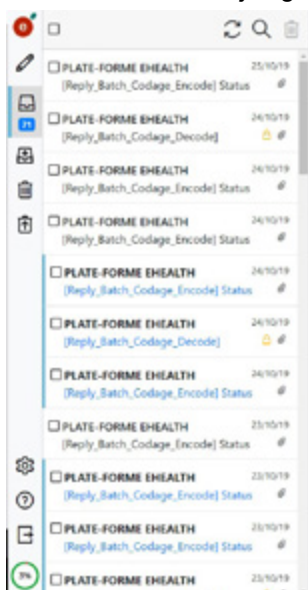 PLATE-FORME EHEALTH 25/10/19
[Reply_Batch_Codage_Encode] Status
PLATE-FORME EHEALTH 24/10/19
[Reply_Batch_Codage_Decode]
71
PLATE-FORME EHEALTH 24/10/19
[Reply_Batch_Codage_Encode] Status
PLATE-FORME EHEALTH 24/10/19
[Reply_Batch_Codage_Encode] Status
PLATE-FORME EHEALTH 24/10/19
[Reply_Batch_Codage_Encode] Status
PLATE-FORME EHEALTH 24/10/19
[Reply_Batch_Codage_Decode]
PLATE-FORME EHEALTH 24/10/19
[Reply_Batch_Codage_Encode] Status
PLATE-FORME EHEALTH 23/10/19
[Reply_Batch_Codage_Encode] Status
PLATE-FORME EHEALTH 23/10/19
[Reply_Batch_Codage_Encode] Status
PLATE-FORME EHEALTH 23/10/19
[Reply_Batch_Codage_Encode] Status
PLATE-FORME EHEALTH 23/10/19